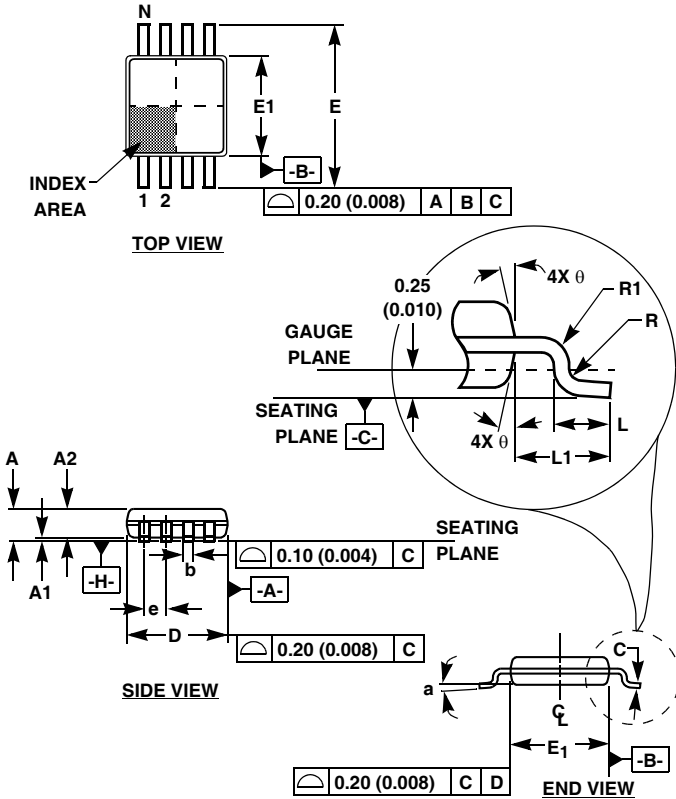 N
E1
E
-B-
INDEX
AREA
1 2
0.20 (0.008) A B C
TOP VIEW
0.25
(0.010)
4X θ
R1
R
GAUGE
PLANE
SEATING
PLANE
-C-
4X θ
L
L1
A A2
SEATING
PLANE
0.10 (0.004) C
b
-H-
A1
-A-
e
D
0.20 (0.008) C
SIDE VIEW
C
a
CL
E1
-B-
0.20 (0.008) C D
END VIEW